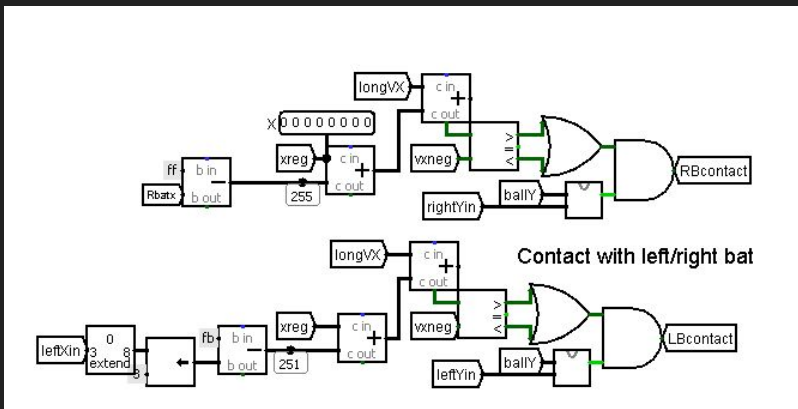 longVX
c in
+
c out
X 0 0 0 0 0 0 0 0
xreg
c in
+
c out
vxneg
>
=
<
RBcontact
ff
b in
−
b out
Rbatx
255
rightYin
ballY
longVX
c in
+
c out
Contact with left/right bat
xreg
c in
+
c out
vxneg
>
=
<
LBcontact
leftXin
0
3 8
extend
3
fb
b in
−
b out
251
leftYin
ballY